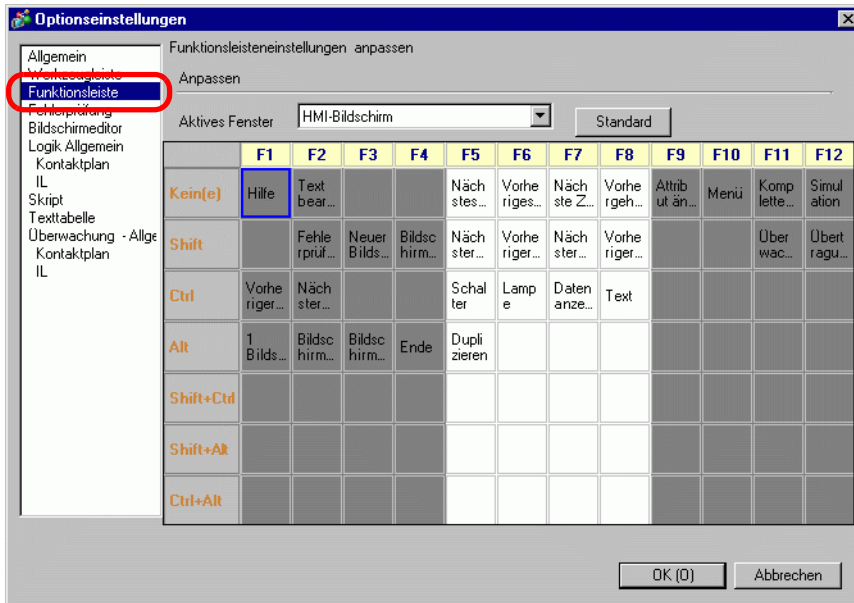 Optionseinstellungen
Allgemein
Werkzeugleiste
Funktionsleiste
Fehlerprüfung
Bildschirmeditor
Logik Allgemein
Kontaktplan
IL
Skript
Texttabelle
Überwachung - Allge
Kontaktplan
IL
Funktionsleisteneinstellungen anpassen
Anpassen
Aktives Fenster HMI-Bildschirm Standard
F1 F2 F3 F4 F5 F6 F7 F8 F9 F10 F11 F12
Kein(e) Hilfe Text bear... Näch stes... Vorhe riges... Näch ste Z... Vorhe rgeh... Attrib ut än... Menü Komp lette... Simul ation
Shift Fehle rprüf... Neuer Bilds... Bildsc hirm... Näch ster... Vorhe riger... Näch ster... Vorhe riger... Über wac... Übert ragu...
Ctrl Vorhe riger... Näch ster... Schal ter Lamp e Daten anze... Text
Alt 1 Bilds... Bildsc hirm... Bildsc hirm... Ende Dupli zieren
Shift+Ctrl
Shift+Alt
Ctrl+Alt
OK (O) Abbrechen